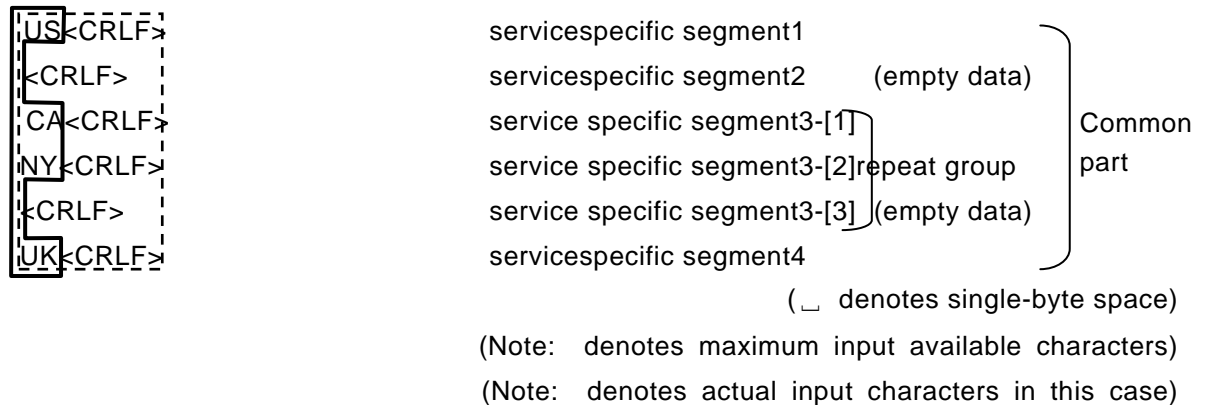 US<CRLF> servicespecific segment1
<CRLF> servicespecific segment2 (empty data)
CA<CRLF> service specific segment3-[1] Common
NY<CRLF> service specific segment3-[2]repeat group part
<CRLF> service specific segment3-[3] (empty data)
UK<CRLF> servicespecific segment4
(␣ denotes single-byte space)
(Note: denotes maximum input available characters)
(Note: denotes actual input characters in this case)